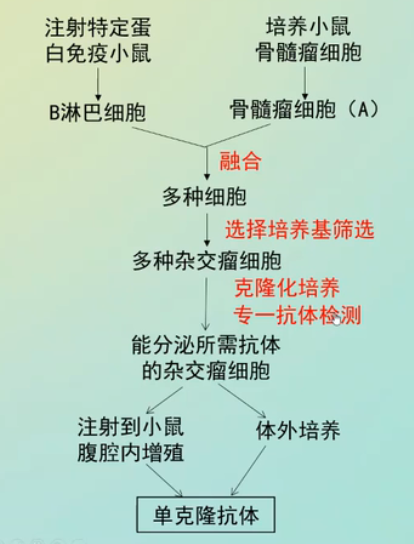 注射特定蛋
白免疫小鼠
培养小鼠
骨髓瘤细胞
B淋巴细胞
骨髓瘤细胞（A）
融合
多种细胞
选择培养基筛选
多种杂交瘤细胞
克隆化培养
专一抗体检测
能分泌所需抗体
的杂交瘤细胞
注射到小鼠
腹腔内增殖
体外培养
单克隆抗体